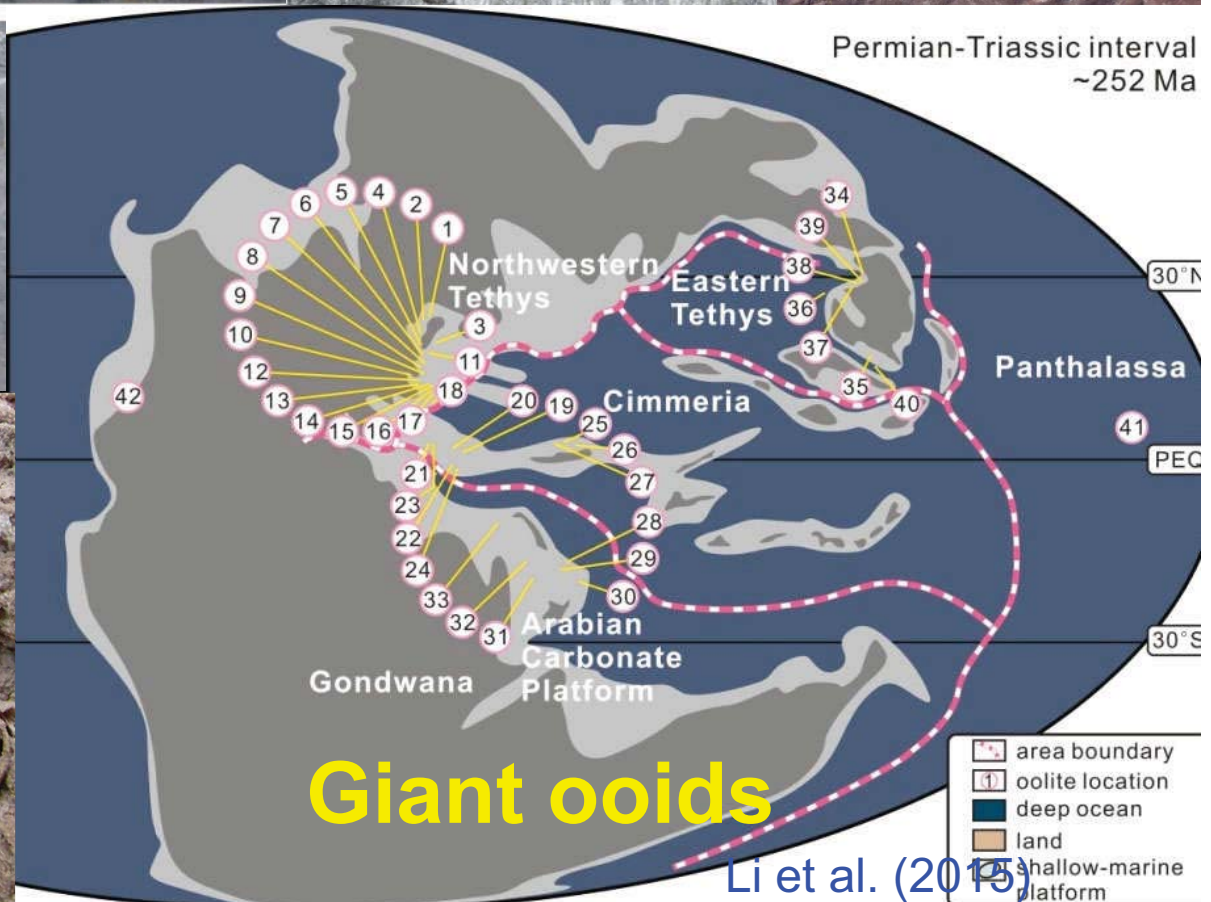 Permian-Triassic interval
~252 Ma
5
4
6
2
7
1
8
34
39
9
Northwestern
Tethys
Eastern
Tethys
38
30°N
3
36
10
11
37
12
18
35
Panthalassa
42
13
20
19
Cimmeria
40
14
15
16
17
25
41
26
PEQ
21
27
23
28
22
29
24
30
33
32
31
Arabian
Carbonate
Platform
30°S
Gondwana
Giant ooids
area boundary
1 oolite location
deep ocean
land
shallow-marine
platform
Li et al. (2015)